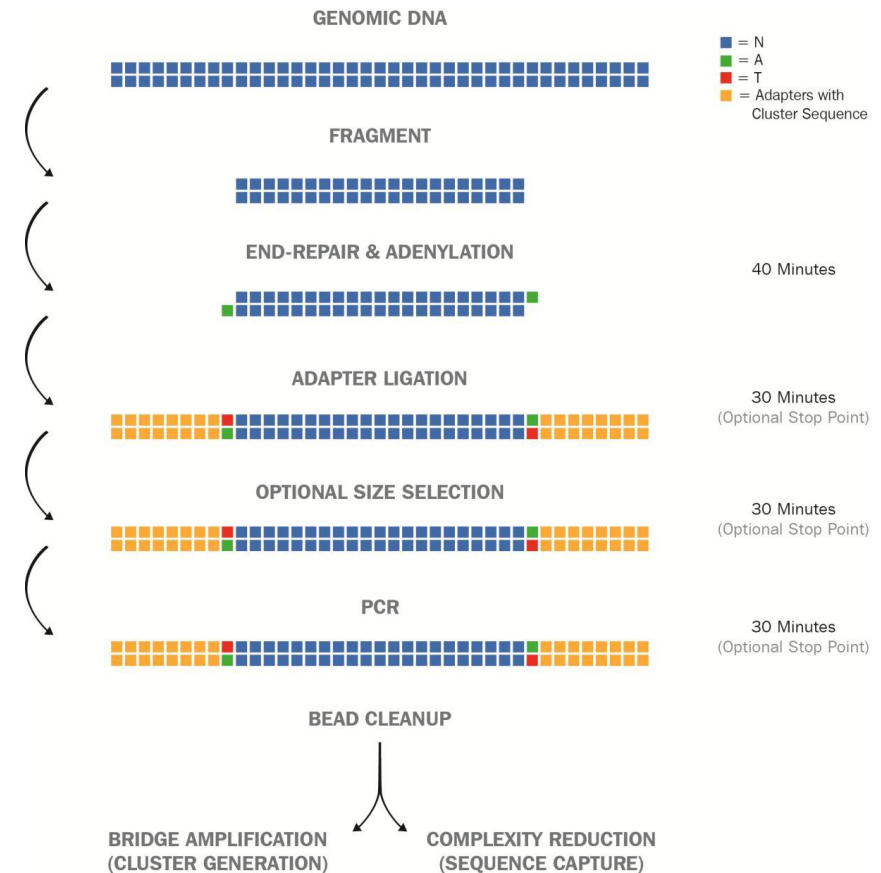 GENOMIC DNA
= N
= A
= T
= Adapters with
Cluster Sequence
FRAGMENT
END-REPAIR & ADENYLATION
40 Minutes
ADAPTER LIGATION
30 Minutes
(Optional Stop Point)
OPTIONAL SIZE SELECTION
30 Minutes
(Optional Stop Point)
PCR
30 Minutes
(Optional Stop Point)
BEAD CLEANUP
BRIDGE AMPLIFICATION
(CLUSTER GENERATION)
COMPLEXITY REDUCTION
(SEQUENCE CAPTURE)